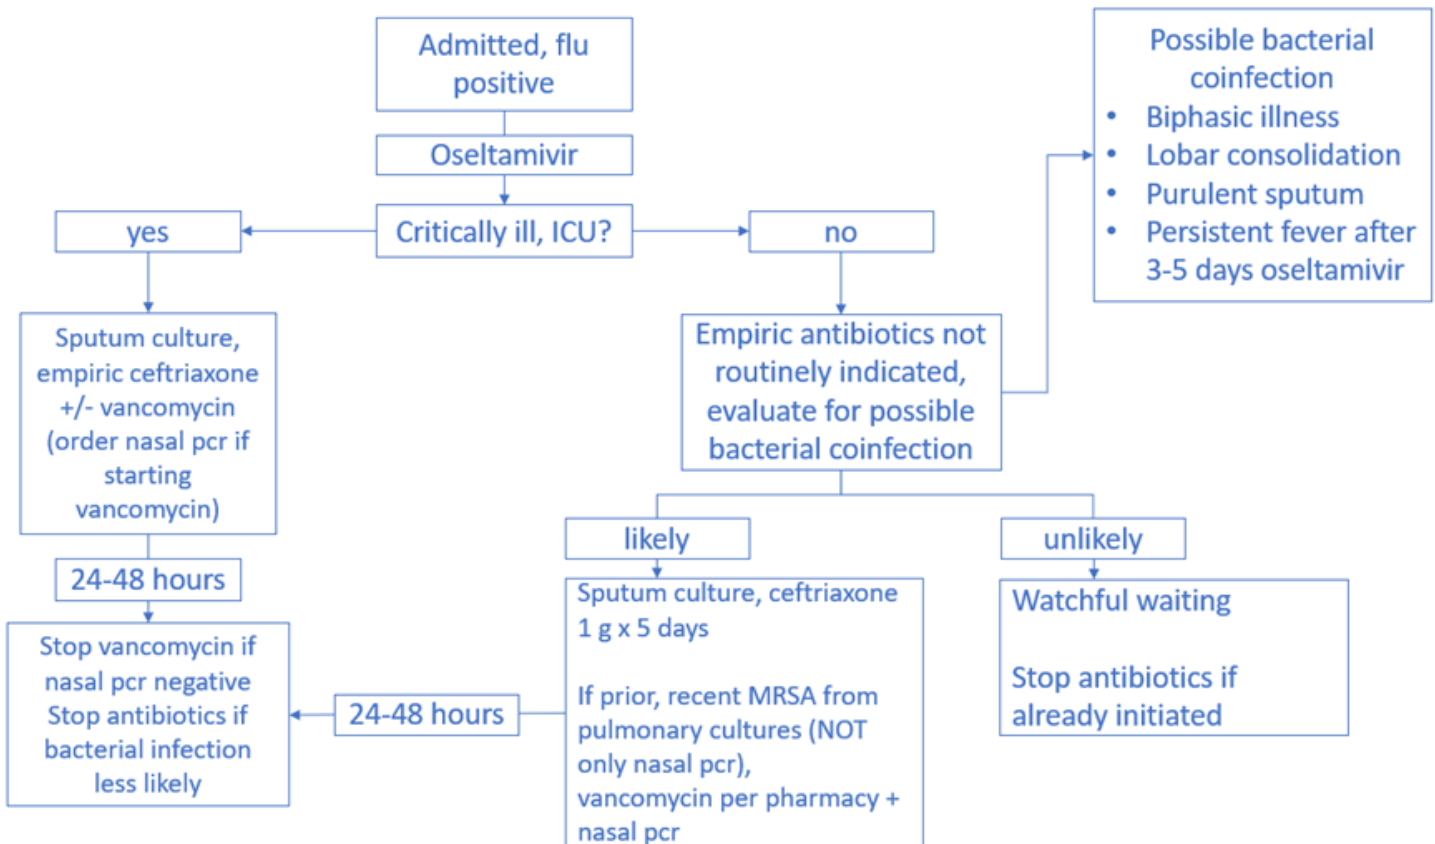 Admitted, flu
positive
Oseltamivir
Critically ill, ICU?
yes
no
Possible bacterial
coinfection
• Biphasic illness
• Lobar consolidation
• Purulent sputum
• Persistent fever after
3-5 days oseltamivir
Sputum culture,
empiric ceftriaxone
+/- vancomycin
(order nasal pcr if
starting
vancomycin)
24-48 hours
Stop vancomycin if
nasal pcr negative
Stop antibiotics if
bacterial infection
less likely
Empiric antibiotics not
routinely indicated,
evaluate for possible
bacterial coinfection
likely
Sputum culture, ceftriaxone
1 g x 5 days
If prior, recent MRSA from
pulmonary cultures (NOT
only nasal pcr),
vancomycin per pharmacy +
nasal pcr
24-48 hours
unlikely
Watchful waiting
Stop antibiotics if
already initiated